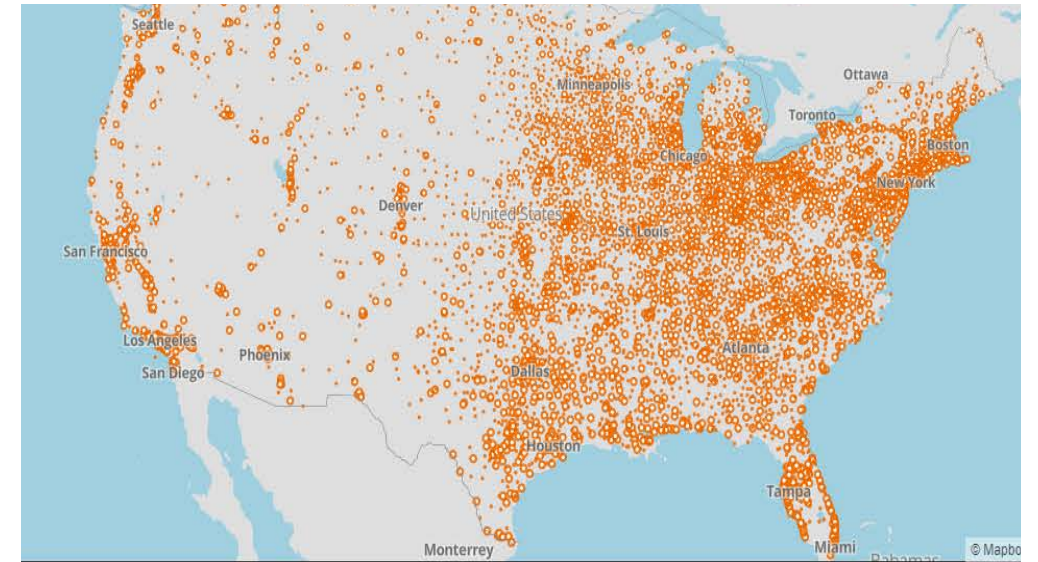 Seattle
Minneapolis
Ottawa
Toronto
Boston
Chicago
New York
Denver
United States
St. Louis
San Francisco
Los Angeles
Phoenix
Atlanta
San Diego
Dallas
Houston
Tampa
Monterrey
Miami
© Mapbo
Bahamas